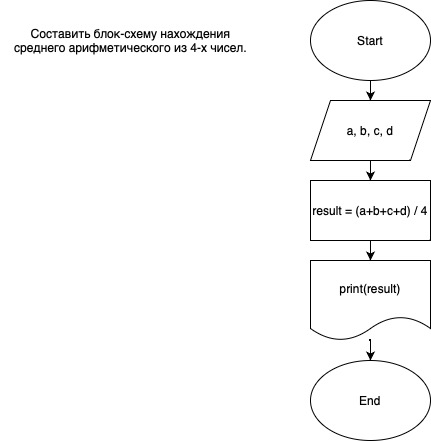 Составить блок-схему нахождения
среднего арифметического из 4-х чисел.
Start
a, b, c, d
result = (a+b+c+d) / 4
print(result)
End